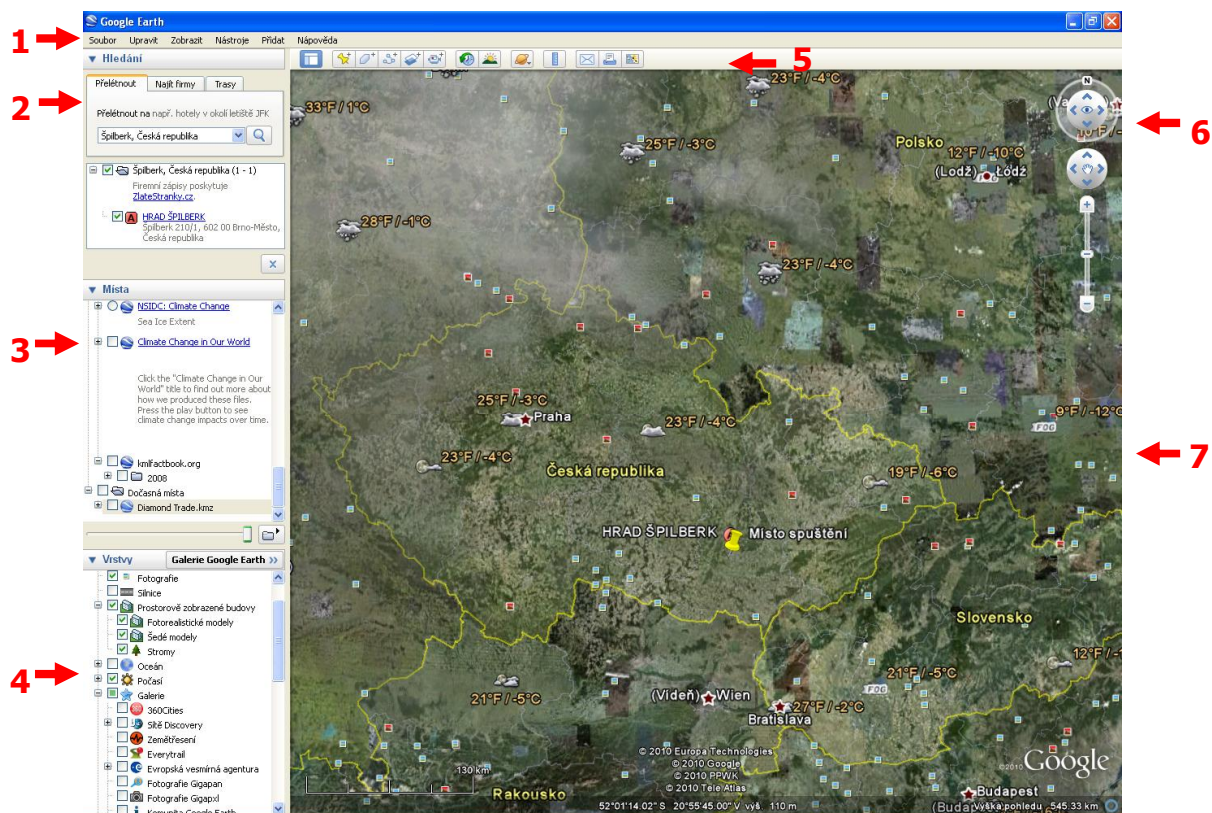 Google Earth
1
Soubor Upravit Zobrazit Nástroje Přidat Nápověda
Hledání
5
Přelétnout Najít firmy Trasy
2
Přelétnout na např. hotely v okolí letiště JFK
Špilberk, Česká republika
Špilberk, Česká republika (1 - 1)
Firemní zápisy poskytuje
ZlateStranky.cz.
A
HRAD ŠPILBERK
Špilberk 210/1, 602 00 Brno-Město,
Česká republika
Místa
NSIDC: Climate Change
Sea Ice Extent
3
Climate Change in Our World
Click the "Climate Change in Our
World" title to find out more about
how we produced these files.
Press the play button to see
climate change impacts over time.
kmlfactbook.org
2008
Dočasná místa
Diamond Trade.kmz
Vrstvy Galerie Google Earth >>
Fotografie
Silnice
Prostorově zobrazené budovy
Fotorealistické modely
Šedé modely
Stromy
Oceán
4
Počasí
Galerie
360Cities
Sítě Discovery
Zemětřesení
Everytrail
Evropská vesmírná agentura
Fotografie Gigapan
Fotografie Gigapxl
Komunita Google Earth
23°F / -4°C
33°F / 1°C
N
6
25°F / -3°C
Polsko
12°F / -10°C
(Lodž) Łódź
28°F / -1°C
23°F / -4°C
25°F / -3°C
Praha
23°F / -4°C
9°F / -12°C
FOG
23°F / -4°C
Česká republika
19°F / -6°C
7
HRAD ŠPILBERK Místo spuštění
Slovensko
12°F / -1
21°F / -5°C
21°F / -5°C
FOG
(Vídeň) Wien
27°F / -2°C
Bratislava
© 2010 Europa Technologies
© 2010 Google
© 2010 PPWK
© 2010 Tele Atlas
©2010 Google
130 km
Rakousko
Budapest
52°01'14.02" S 20°55'45.00" V výš. 110 m
Výška pohledu 545.33 km